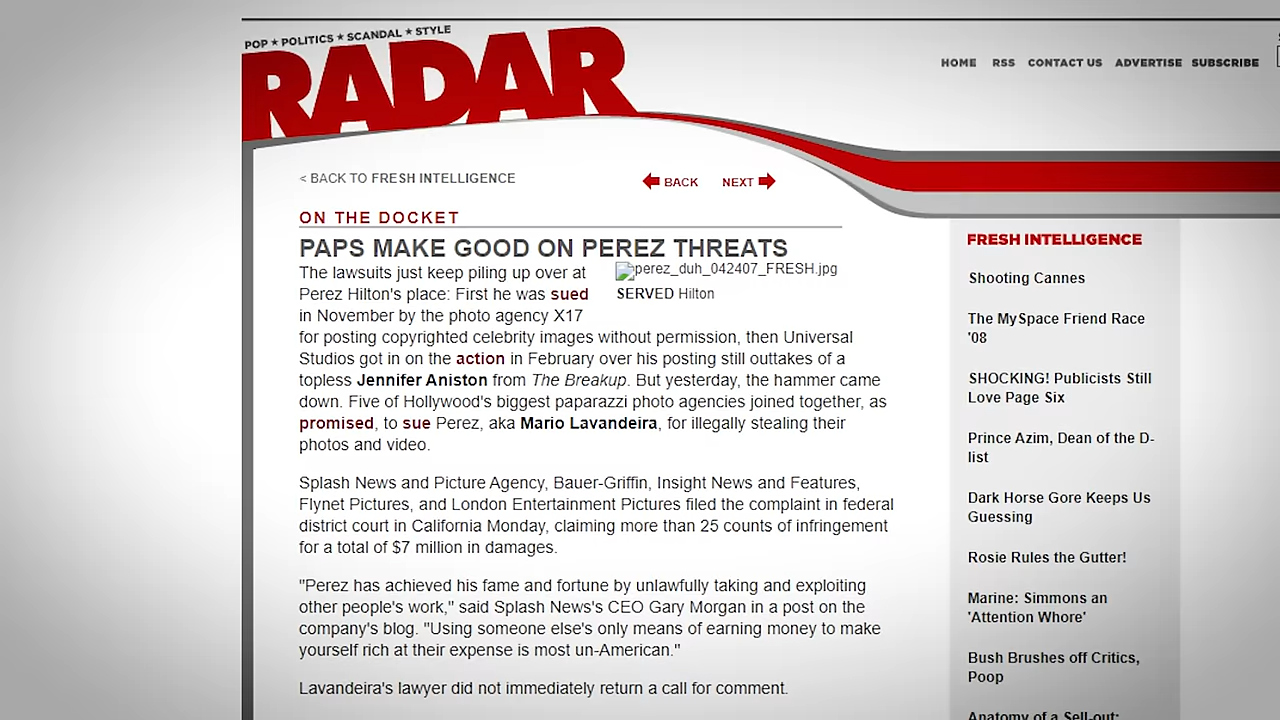 POP ★ POLITICS ★ SCANDAL ★ STYLE
RADAR
HOME RSS CONTACT US ADVERTISE SUBSCRIBE
< BACK TO FRESH INTELLIGENCE
BACK NEXT
ON THE DOCKET
PAPS MAKE GOOD ON PEREZ THREATS
perez_duh_042407_FRESH.jpg
SERVED Hilton
The lawsuits just keep piling up over at
Perez Hilton's place: First he was sued
in November by the photo agency X17
for posting copyrighted celebrity images without permission, then Universal
Studios got in on the action in February over his posting still outtakes of a
topless Jennifer Aniston from The Breakup. But yesterday, the hammer came
down. Five of Hollywood's biggest paparazzi photo agencies joined together, as
promised, to sue Perez, aka Mario Lavandeira, for illegally stealing their
photos and video.
Splash News and Picture Agency, Bauer-Griffin, Insight News and Features,
Flynet Pictures, and London Entertainment Pictures filed the complaint in federal
district court in California Monday, claiming more than 25 counts of infringement
for a total of $7 million in damages.
"Perez has achieved his fame and fortune by unlawfully taking and exploiting
other people's work," said Splash News's CEO Gary Morgan in a post on the
company's blog. "Using someone else's only means of earning money to make
yourself rich at their expense is most un-American."
Lavandeira's lawyer did not immediately return a call for comment.
FRESH INTELLIGENCE
Shooting Cannes
The MySpace Friend Race
'08
SHOCKING! Publicists Still
Love Page Six
Prince Azim, Dean of the D-
list
Dark Horse Gore Keeps Us
Guessing
Rosie Rules the Gutter!
Marine: Simmons an
'Attention Whore'
Bush Brushes off Critics,
Poop
Anatomy of a Sell-out: